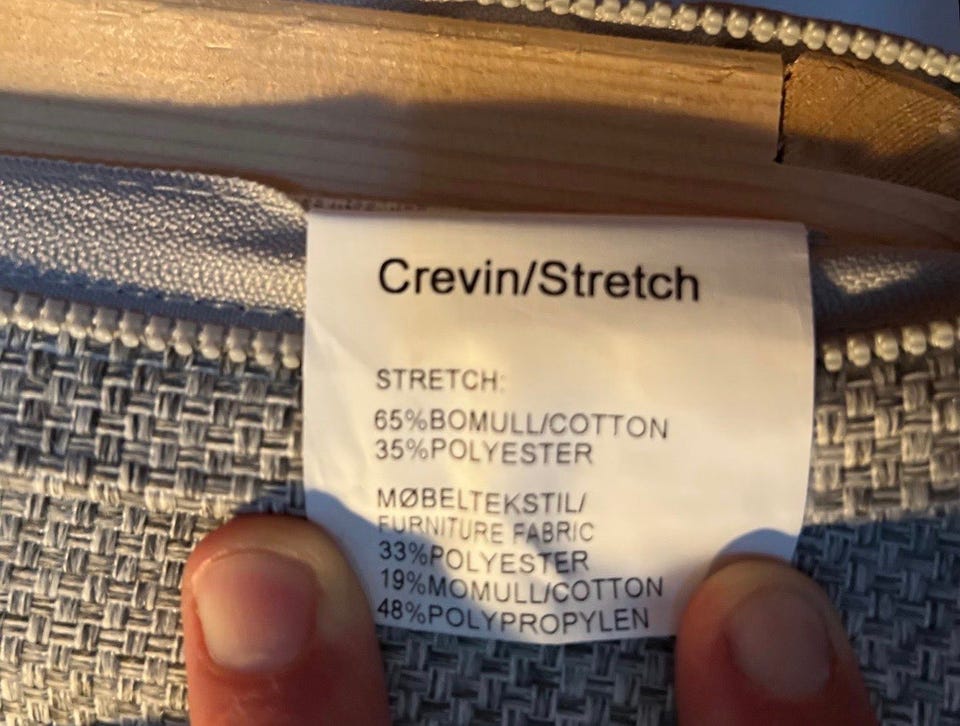 Crevin/Stretch
STRETCH:
65%BOMULL/COTTON
35%POLYESTER
MØBELTEKSTIL/
FURNITURE FABRIC
33%POLYESTER
19%MOMULL/COTTON
48%POLYPROPYLEN